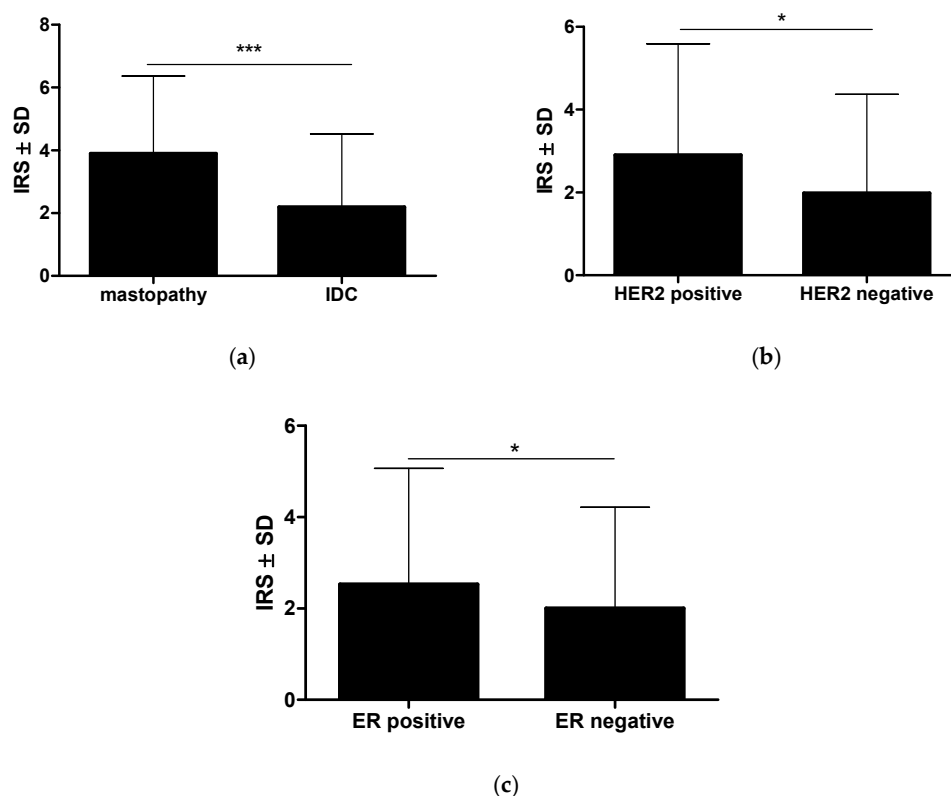 ***
IRS ± SD
8
6
4
2
0
mastopathy IDC
(a)
*
IRS ± SD
6
4
2
0
HER2 positive HER2 negative
(b)
*
IRS ± SD
6
4
2
0
ER positive ER negative
(c)